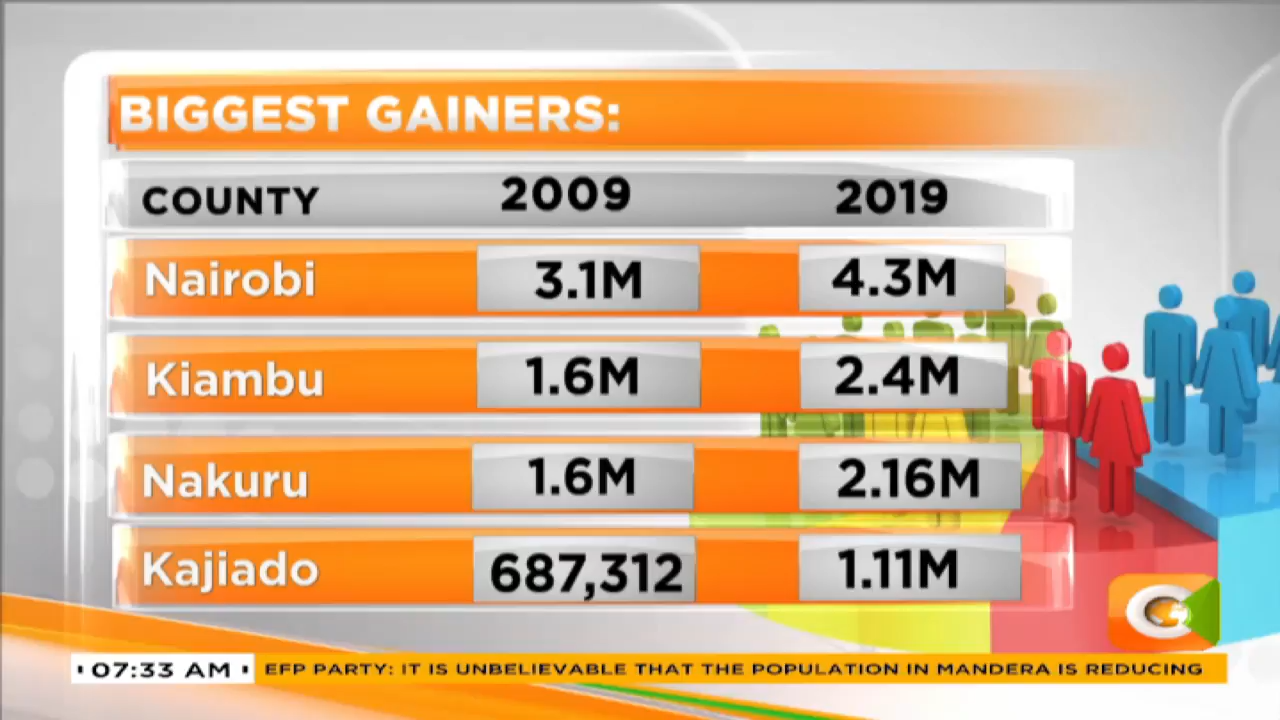 BIGGEST GAINERS:
COUNTY 2009 2019
Nairobi 3.1M 4.3M
Kiambu 1.6M 2.4M
Nakuru 1.6M 2.16M
Kajiado 687,312 1.11M
07:33 AM EFP PARTY: IT IS UNBELIEVABLE THAT THE POPULATION IN MANDERA IS REDUCING